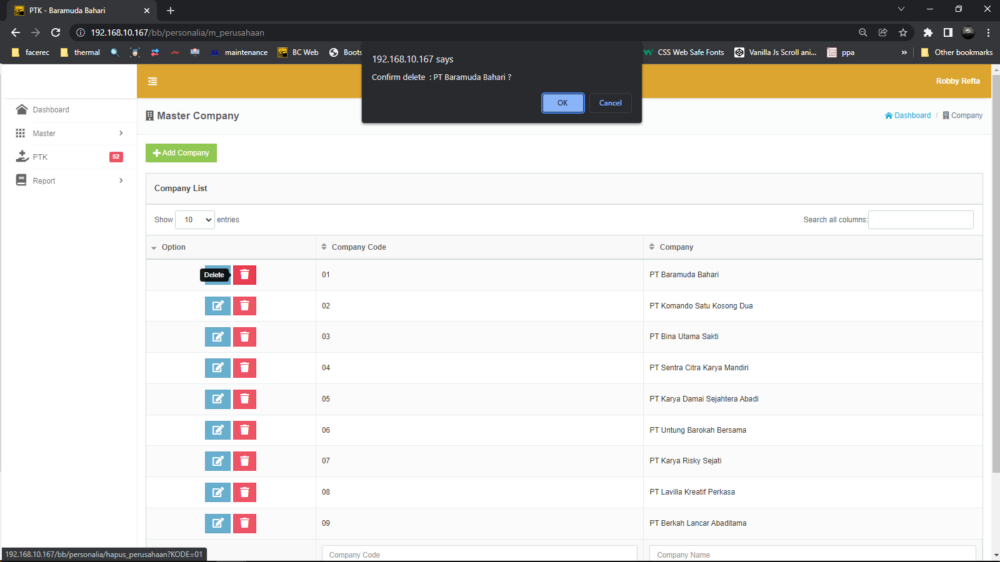 PTK - Baramuda Bahari
192.168.10.167/bb/personalia/m_perusahaan
facerec
thermal
maintenance
BC Web
Boots
CSS Web Safe Fonts
Vanilla Js Scroll ani...
ppa
»
Other bookmarks
192.168.10.167 says
Confirm delete : PT Baramuda Bahari ?
OK
Cancel
Robby Refta
Dashboard
Master
PTK
52
Report
Master Company
Dashboard / Company
Add Company
Company List
Show 10 entries
Search all columns:
Option
Company Code
Company
Delete
01
PT Baramuda Bahari
02
PT Komando Satu Kosong Dua
03
PT Bina Utama Sakti
04
PT Sentra Citra Karya Mandiri
05
PT Karya Damai Sejahtera Abadi
06
PT Untung Barokah Bersama
07
PT Karya Risky Sejati
08
PT Lavilla Kreatif Perkasa
09
PT Berkah Lancar Abaditama
Company Code
Company Name
192.168.10.167/bb/personalia/hapus_perusahaan?KODE=01